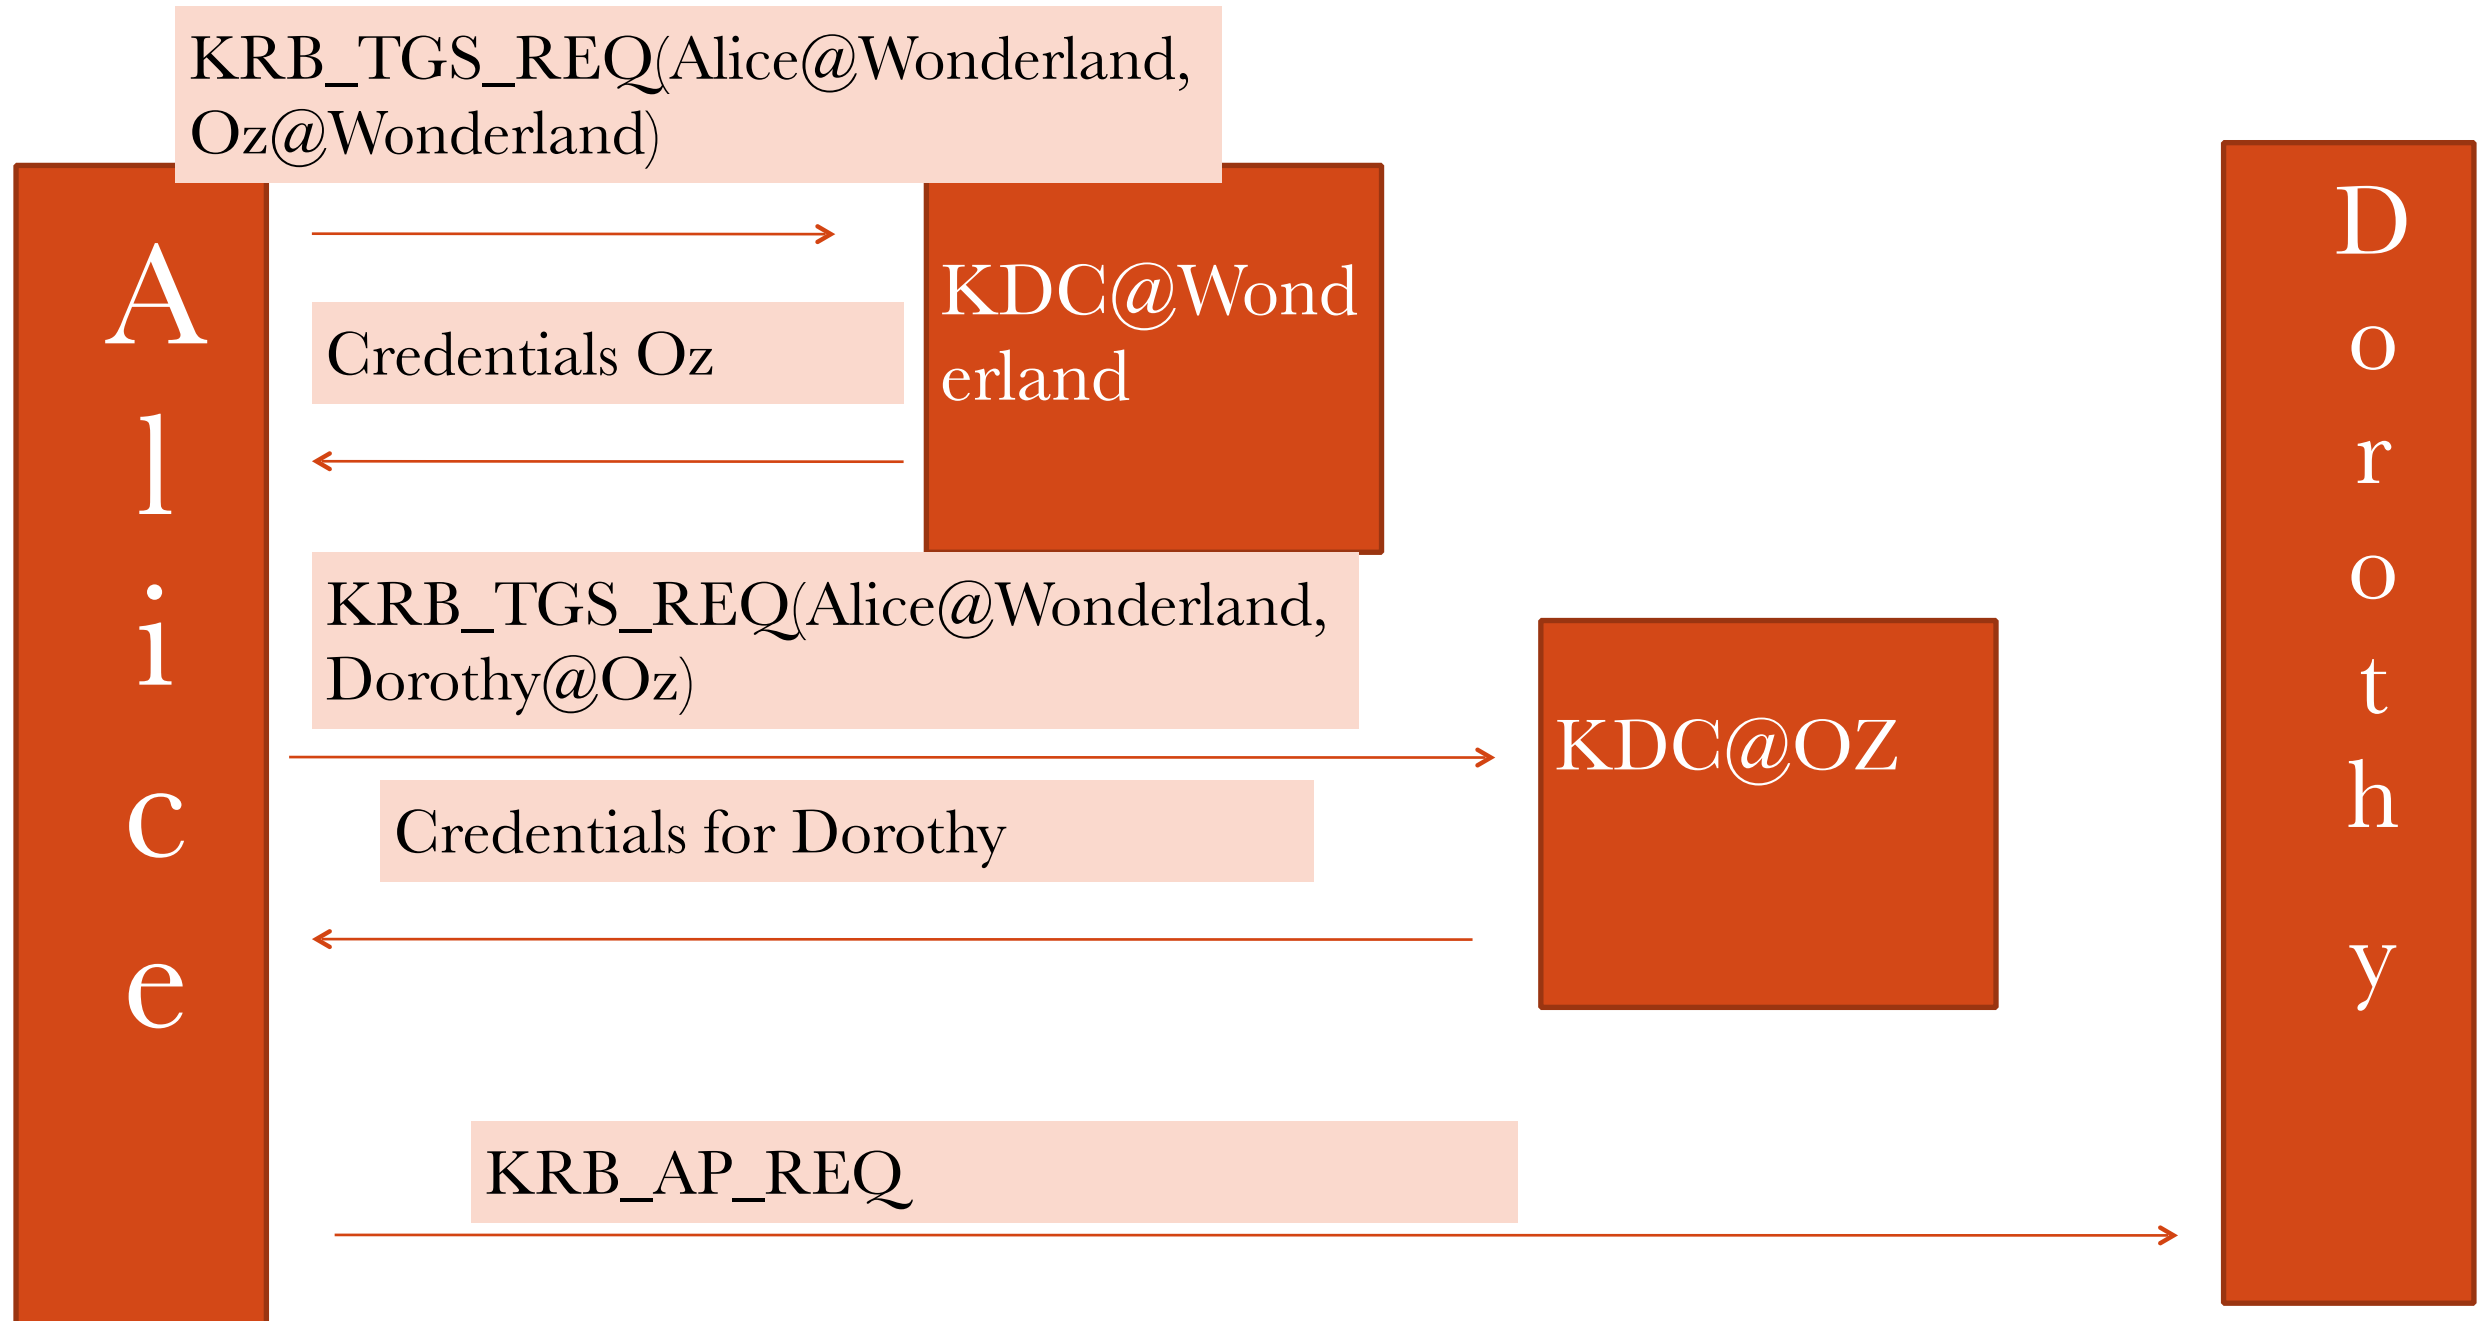 KRB_TGS_REQ(Alice@Wonderland,
Oz@Wonderland)
A
l
i
c
e
KDC@Wond
erland
Credentials Oz
KRB_TGS_REQ(Alice@Wonderland,
Dorothy@Oz)
KDC@OZ
Credentials for Dorothy
KRB_AP_REQ
D
o
r
o
t
h
y